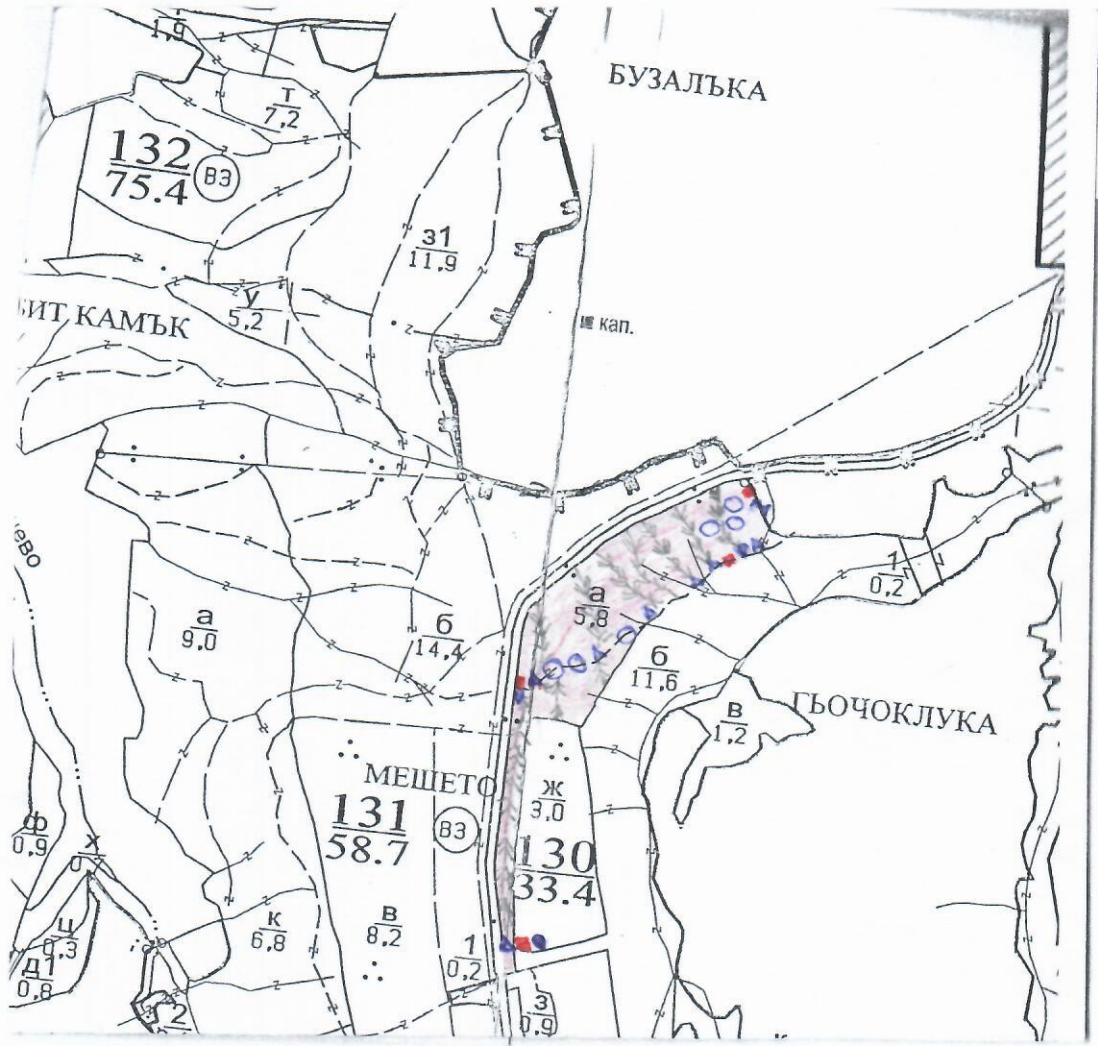 1,9
БУЗАЛЪКА
т
7,2
132
75.4
ВЗ
з1
11,9
у
5,2
БИТ КАМЪК
кап.
ево
а
9,0
б
14,4
а
5,8
1
0,2
б
11,6
в
1,2
ГЬОЧОКЛУКА
МЕШЕТО
131
58.7
ВЗ
ж
3,0
130
33.4
ф
0,9
х
0
к
6,8
в
8,2
1
0,2
ц
0,3
д1
0,8
з
0,9